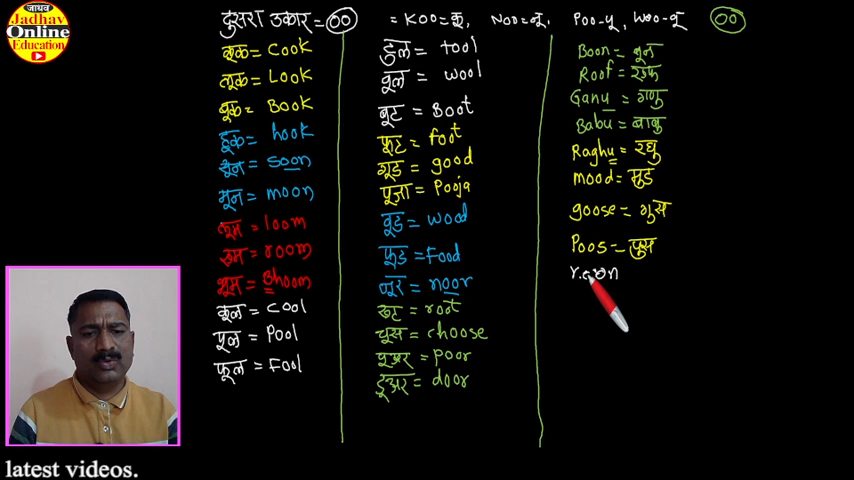 जाधव
Jadhav
Online
Education
दुसरा उकार = OO = KOO = कू, NOO = नू, POO - पू, WOO - वू OO
कूक = COOK
लूक = LOOK
बूक = BOOK
हूक = hook
सून = soon
मून = moon
लूम = loom
रूम = room
भूम = Bhoom
कूल = COOL
पूल = POOL
फूल = FOOL
टुल = tool
वूल = wool
बूट = BOOT
फूट = foot
गूड = good
पूजा = Pooja
वूड = wood
फूड = Food
नूर = noor
रूट = root
चूस = choose
पूअर = poor
डूअर = door
Boon = बून
Roof = रूफ
Ganu = गणु
Babu = बाबु
Raghu = रघु
mood = मुड
goose = गुस
Poos = पुस
latest videos.